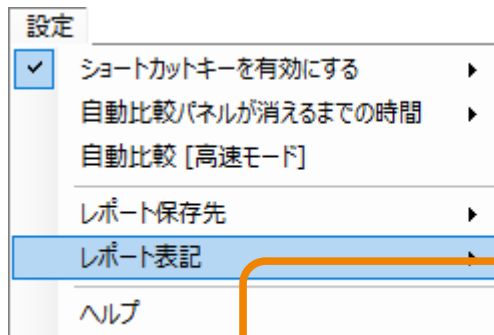 設定
ショートカットキーを有効にする
自動比較パネルが消えるまでの時間
自動比較 [高速モード]
レポート保存先
レポート表記
ヘルプ